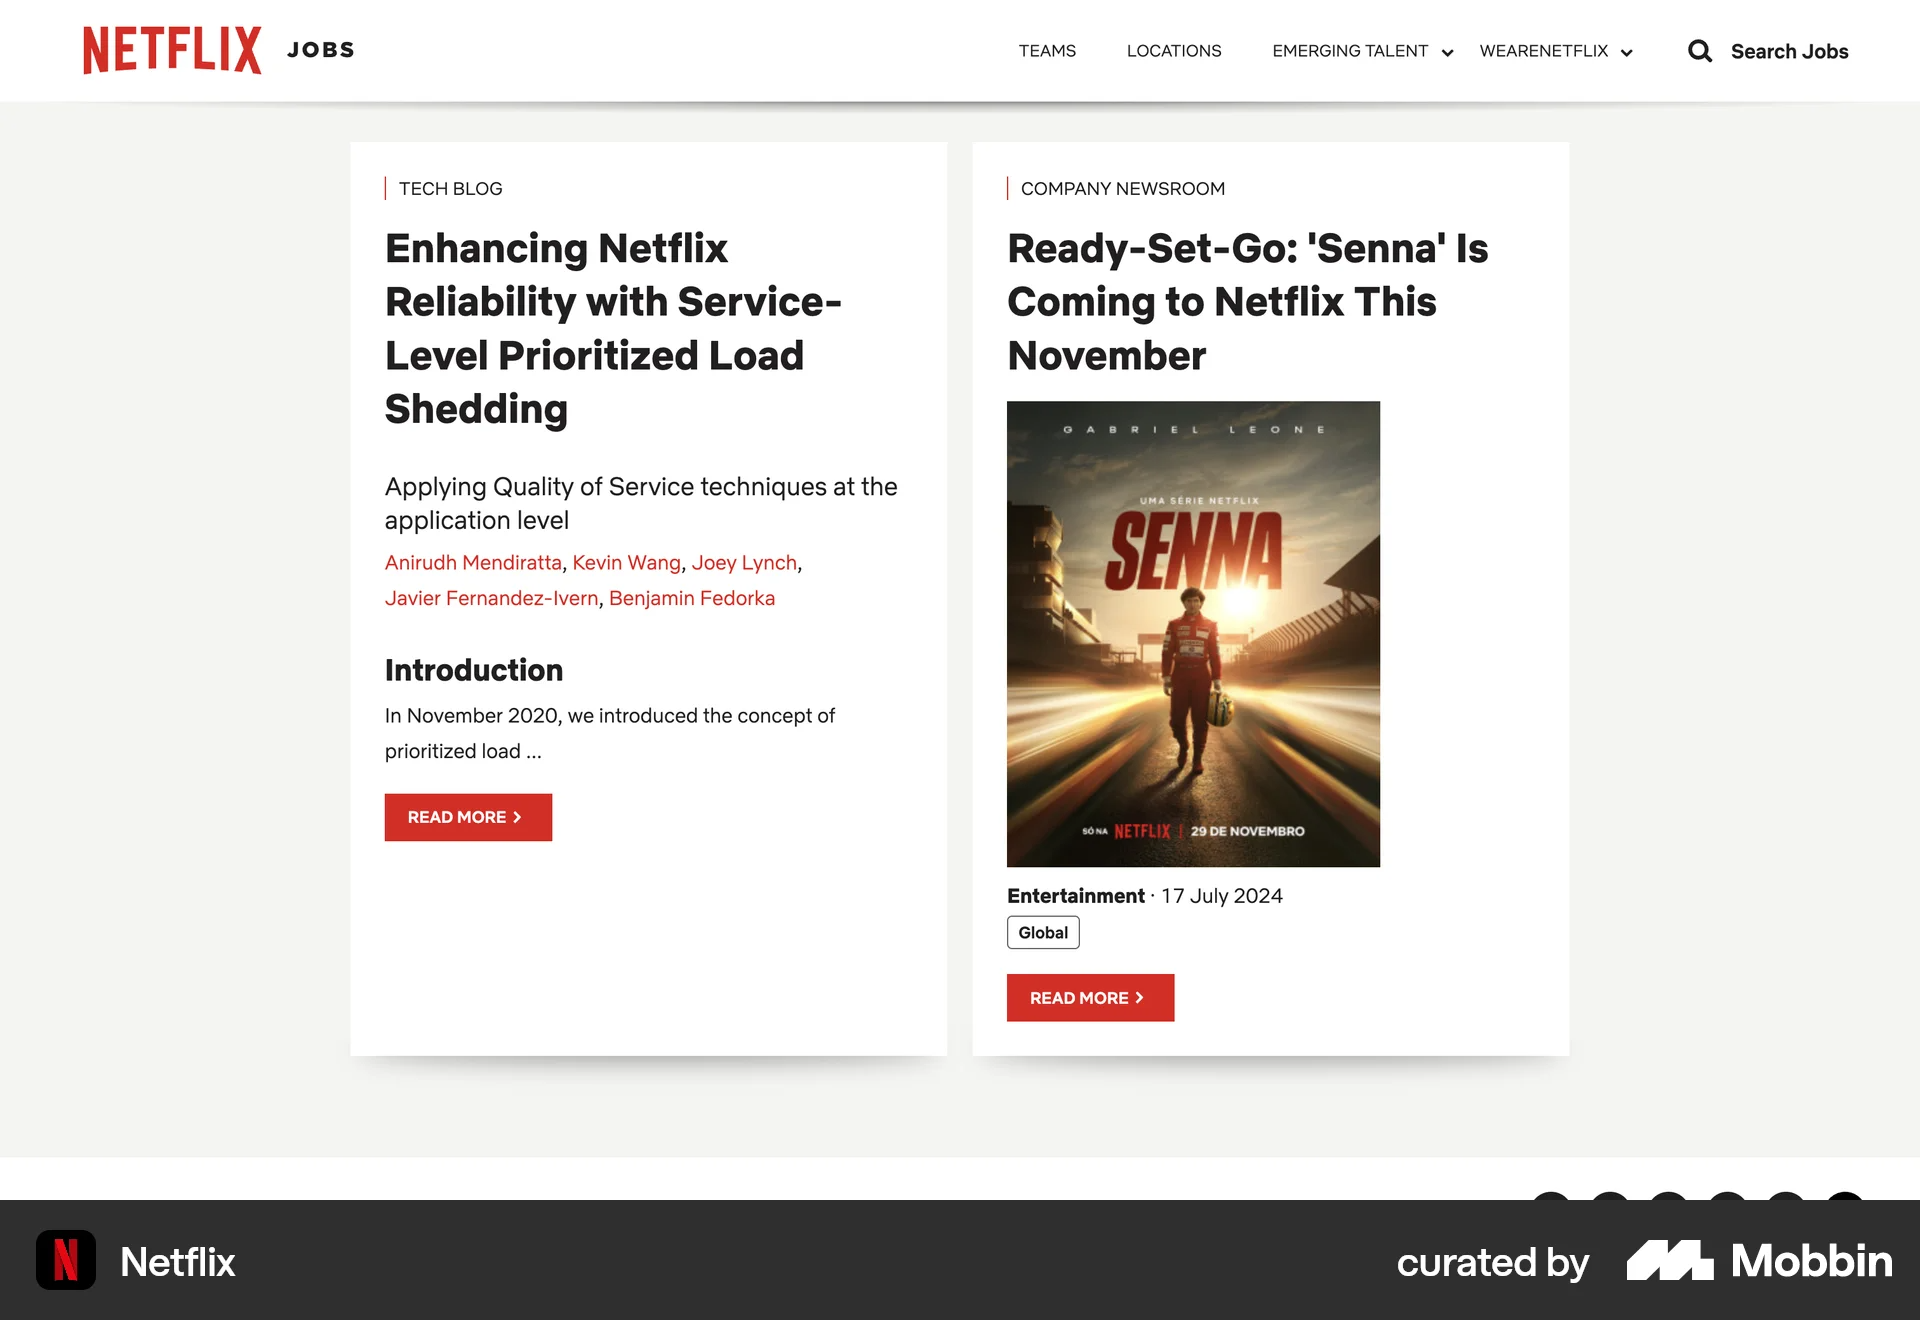 NETFLIX JOBS
TEAMS
LOCATIONS
EMERGING TALENT
WEARENETFLIX
Search Jobs
TECH BLOG
Enhancing Netflix
Reliability with Service-
Level Prioritized Load
Shedding
Applying Quality of Service techniques at the
application level
Anirudh Mendiratta, Kevin Wang, Joey Lynch,
Javier Fernandez-Ivern, Benjamin Fedorka
Introduction
In November 2020, we introduced the concept of
prioritized load ...
READ MORE
COMPANY NEWSROOM
Ready-Set-Go: 'Senna' Is
Coming to Netflix This
November
GABRIEL LEONE
UMA SÉRIE NETFLIX
SENNA
SÓ NA NETFLIX | 29 DE NOVEMBRO
Entertainment · 17 July 2024
Global
READ MORE
Netflix
curated by Mobbin